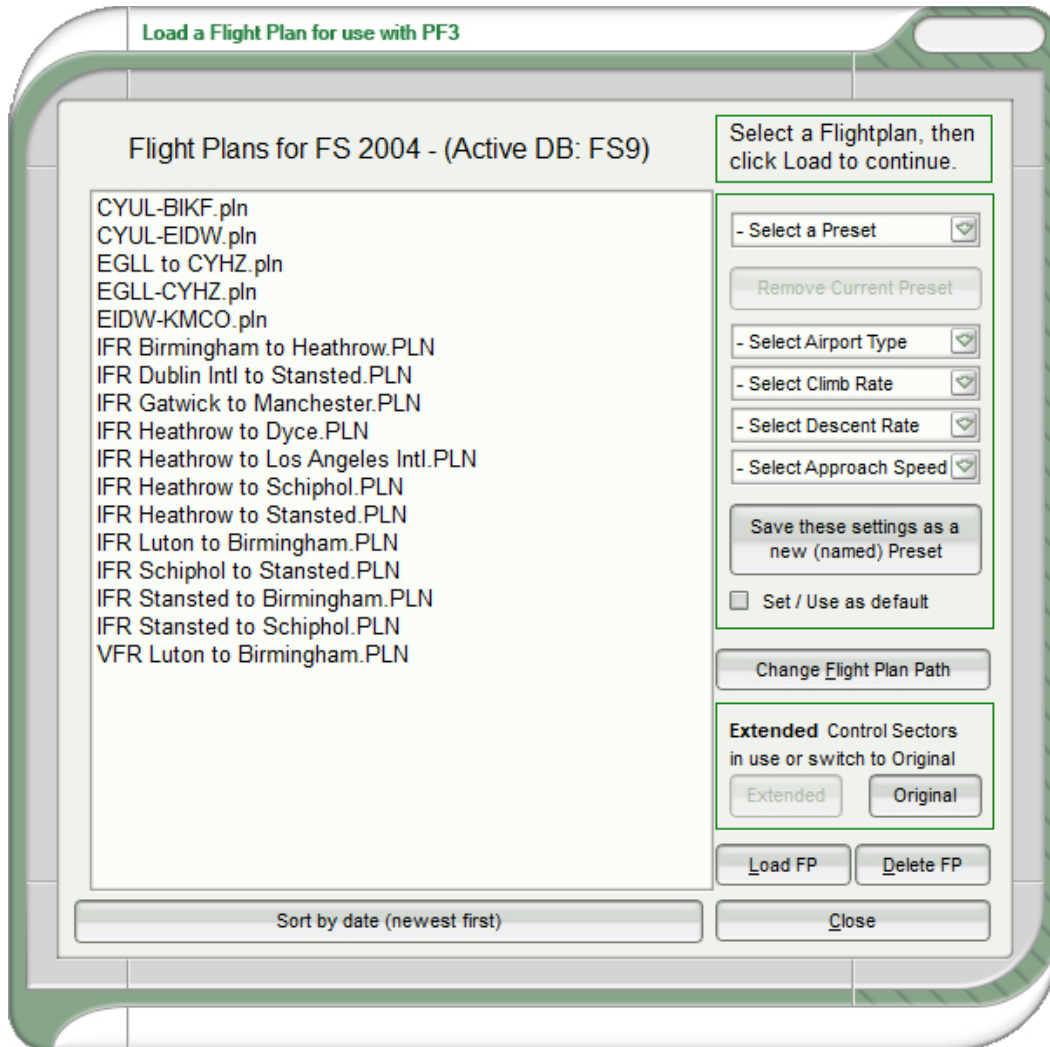 Load a Flight Plan for use with PF3
Flight Plans for FS 2004 - (Active DB: FS9)
CYUL-BIKF.pln
CYUL-EIDW.pln
EGLL to CYHZ.pln
EGLL-CYHZ.pln
EIDW-KMCO.pln
IFR Birmingham to Heathrow.PLN
IFR Dublin Intl to Stansted.PLN
IFR Gatwick to Manchester.PLN
IFR Heathrow to Dyce.PLN
IFR Heathrow to Los Angeles Intl.PLN
IFR Heathrow to Schiphol.PLN
IFR Heathrow to Stansted.PLN
IFR Luton to Birmingham.PLN
IFR Schiphol to Stansted.PLN
IFR Stansted to Birmingham.PLN
IFR Stansted to Schiphol.PLN
VFR Luton to Birmingham.PLN
Sort by date (newest first)
Select a Flightplan, then
click Load to continue.
- Select a Preset
Remove Current Preset
- Select Airport Type
- Select Climb Rate
- Select Descent Rate
- Select Approach Speed
Save these settings as a
new (named) Preset
Set / Use as default
Change Flight Plan Path
Extended Control Sectors
in use or switch to Original
Extended
Original
Load FP
Delete FP
Close